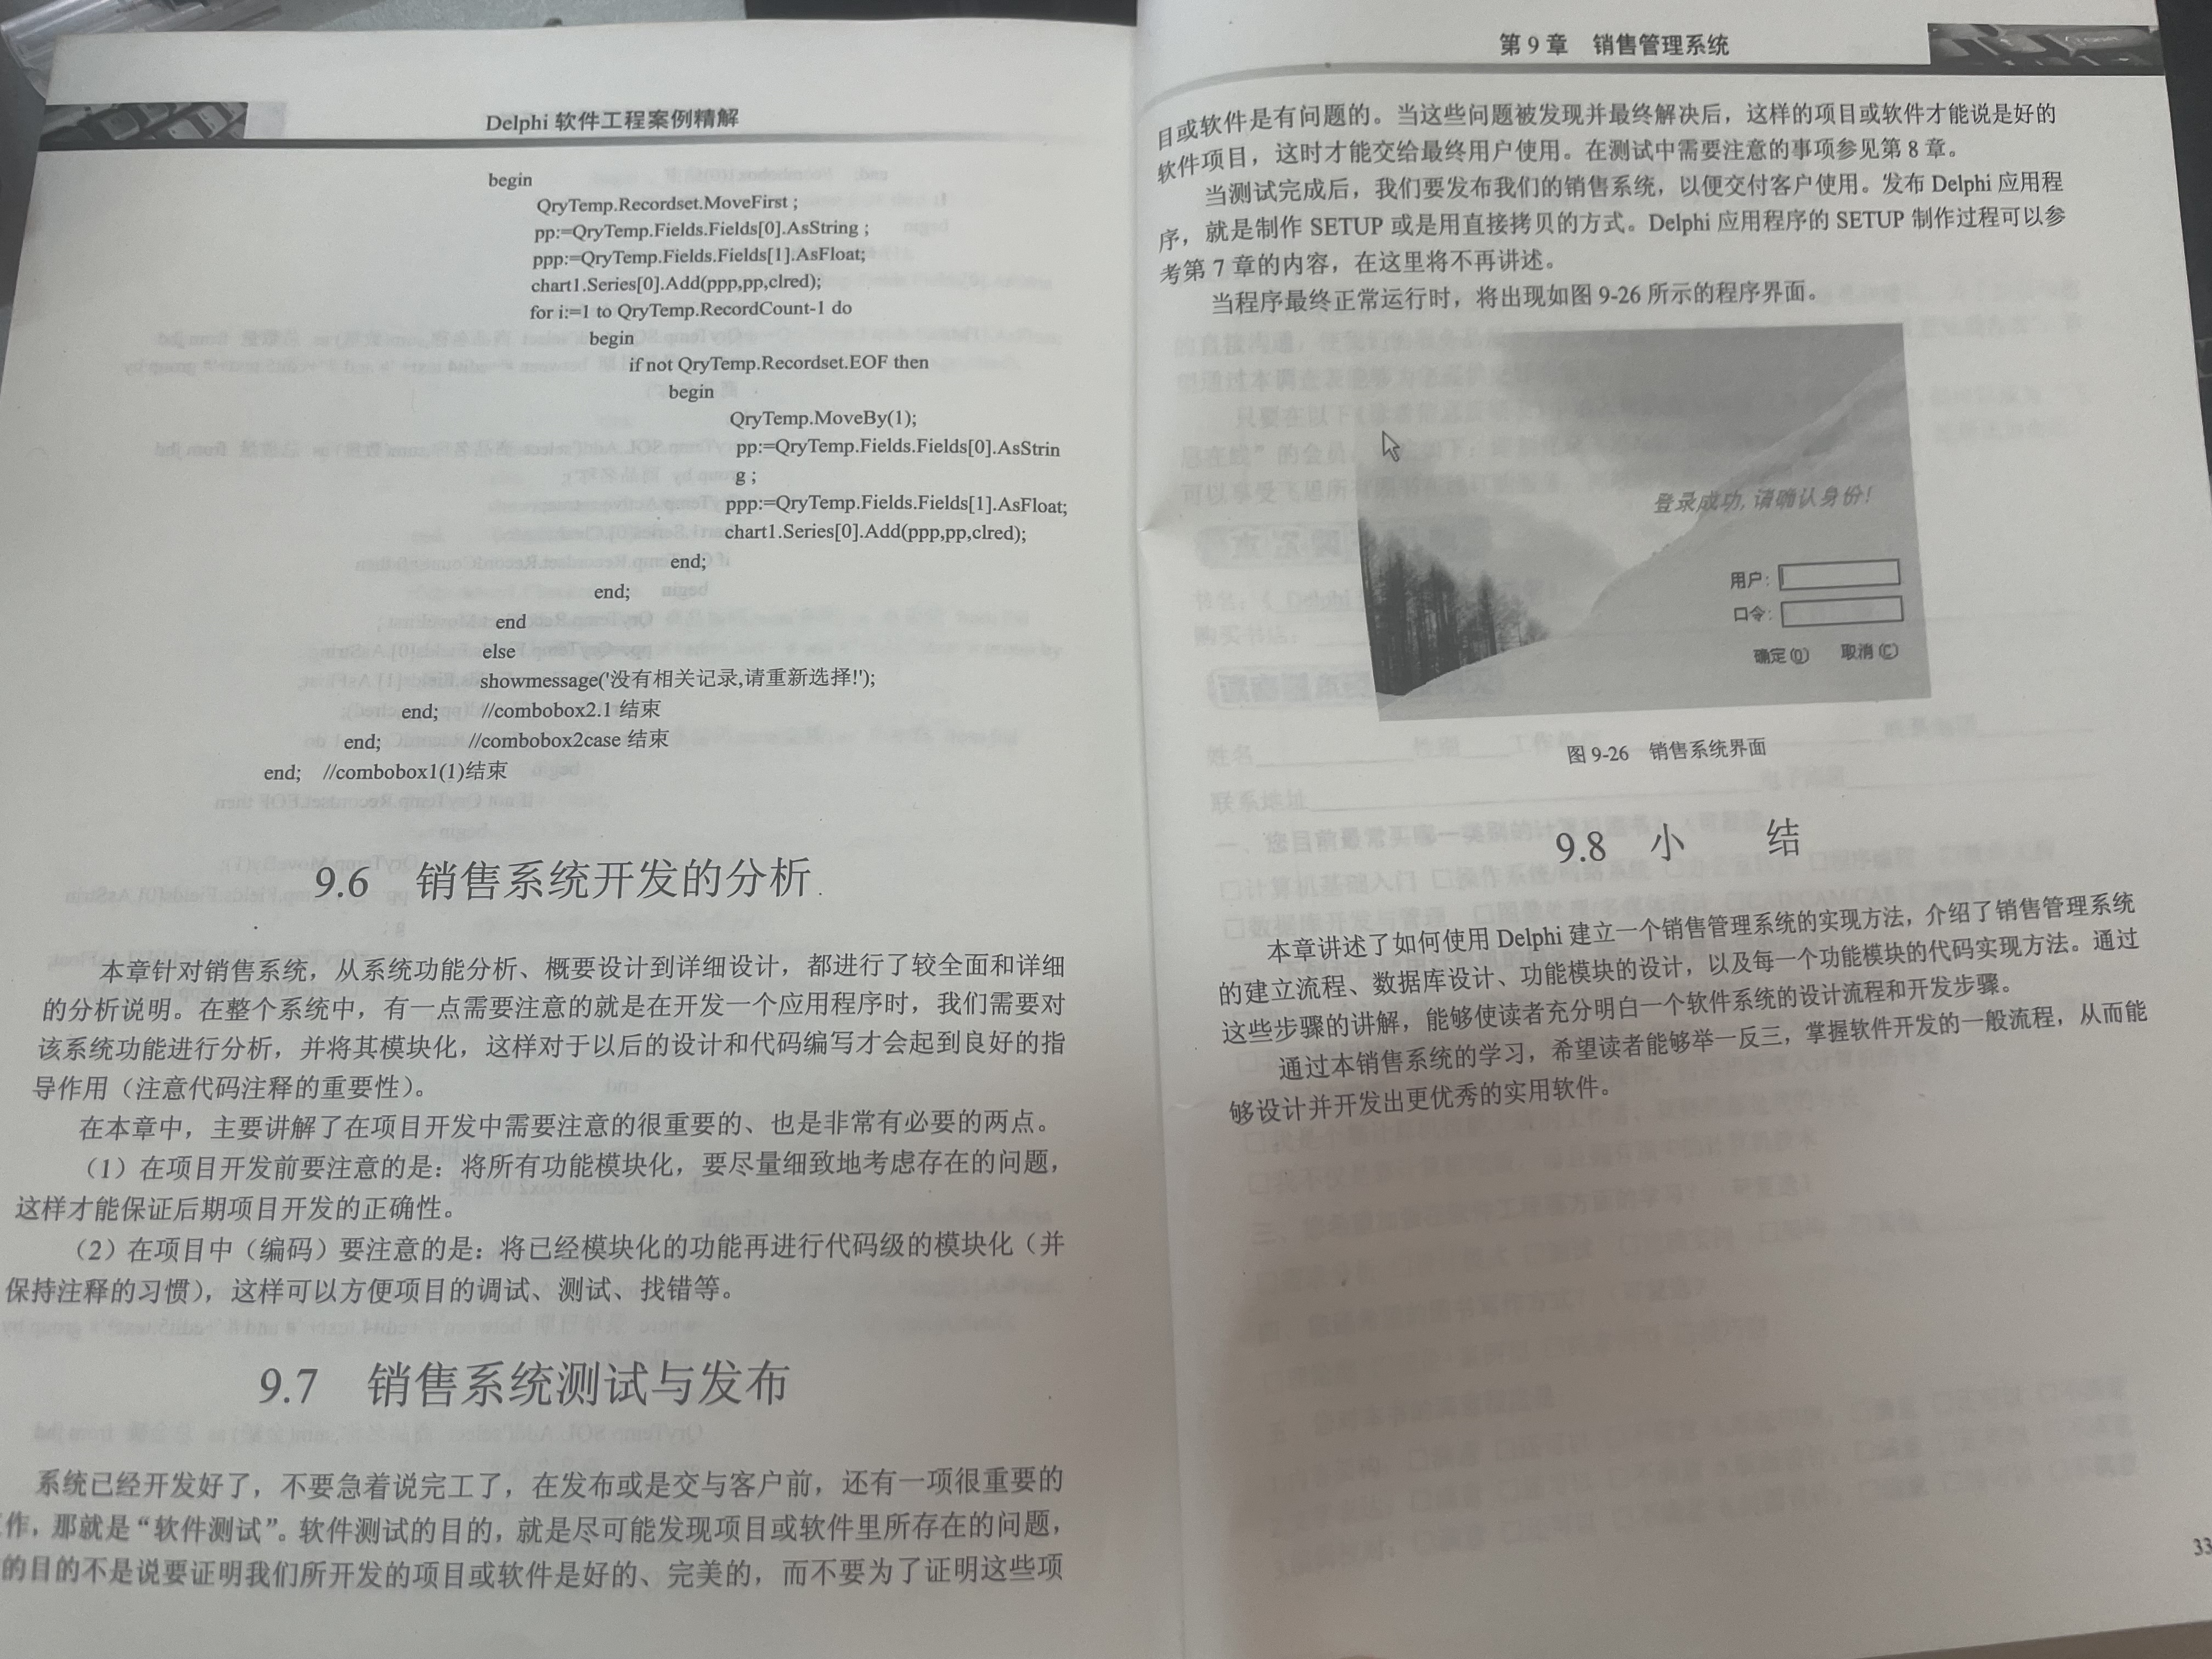 Delphi 软件工程案例精解
begin
QryTemp.Recordset.MoveFirst ;
pp:=QryTemp.Fields.Fields[0].AsString ;
ppp:=QryTemp.Fields.Fields[1].AsFloat;
chart1.Series[0].Add(ppp,pp,clred);
for i:=1 to QryTemp.RecordCount-1 do
begin
if not QryTemp.Recordset.EOF then
begin
QryTemp.MoveBy(1);
pp:=QryTemp.Fields.Fields[0].AsStrin
g ;
ppp:=QryTemp.Fields.Fields[1].AsFloat;
chart1.Series[0].Add(ppp,pp,clred);
end;
end;
end
else
showmessage('没有相关记录,请重新选择!');
end; //combobox2.1 结束
end; //combobox2case 结束
end; //combobox1(1)结束
9.6 销售系统开发的分析
本章针对销售系统，从系统功能分析、概要设计到详细设计，都进行了较全面和详细
的分析说明。在整个系统中，有一点需要注意的就是在开发一个应用程序时，我们需要对
该系统功能进行分析，并将其模块化，这样对于以后的设计和代码编写才会起到良好的指
导作用（注意代码注释的重要性）。
在本章中，主要讲解了在项目开发中需要注意的很重要的、也是非常有必要的两点。
（1）在项目开发前要注意的是：将所有功能模块化，要尽量细致地考虑存在的问题，
这样才能保证后期项目开发的正确性。
（2）在项目中（编码）要注意的是：将已经模块化的功能再进行代码级的模块化（并
保持注释的习惯），这样可以方便项目的调试、测试、找错等。
9.7 销售系统测试与发布
系统已经开发好了，不要急着说完工了，在发布或是交与客户前，还有一项很重要的
作，那就是“软件测试”。软件测试的目的，就是尽可能发现项目或软件里所存在的问题，
的目的不是说要证明我们所开发的项目或软件是好的、完美的，而不要为了证明这些项
第 9 章 销售管理系统
目或软件是有问题的。当这些问题被发现并最终解决后，这样的项目或软件才能说是好的
软件项目，这时才能交给最终用户使用。在测试中需要注意的事项参见第 8 章。
当测试完成后，我们要发布我们的销售系统，以便交付客户使用。发布 Delphi 应用程
序，就是制作 SETUP 或是用直接拷贝的方式。Delphi 应用程序的 SETUP 制作过程可以参
考第 7 章的内容，在这里将不再讲述。
当程序最终正常运行时，将出现如图 9-26 所示的程序界面。
登录成功,请确认身份!
用户:
口令:
确定(O) 取消(C)
图 9-26 销售系统界面
9.8 小 结
本章讲述了如何使用 Delphi 建立一个销售管理系统的实现方法，介绍了销售管理系统
的建立流程、数据库设计、功能模块的设计，以及每一个功能模块的代码实现方法。通过
这些步骤的讲解，能够使读者充分明白一个软件系统的设计流程和开发步骤。
通过本销售系统的学习，希望读者能够举一反三，掌握软件开发的一般流程，从而能
够设计并开发出更优秀的实用软件。
33